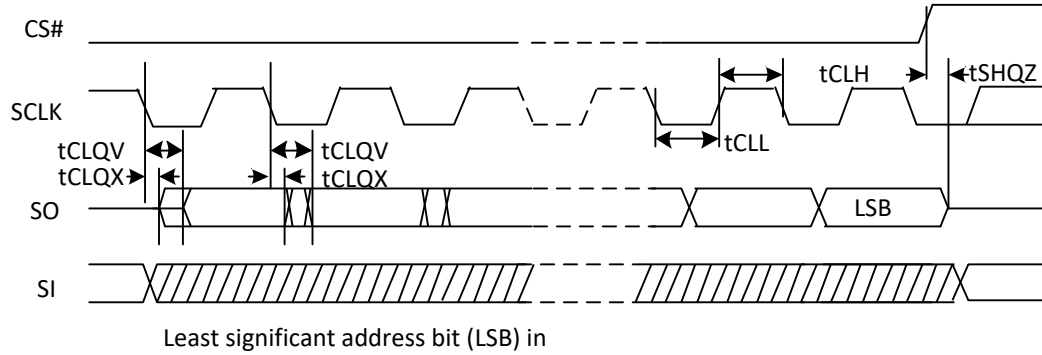 CS#
tCLH
tSHQZ
SCLK
tCLQV
tCLQV
tCLL
tCLQX
tCLQX
SO
LSB
SI
Least significant address bit (LSB) in